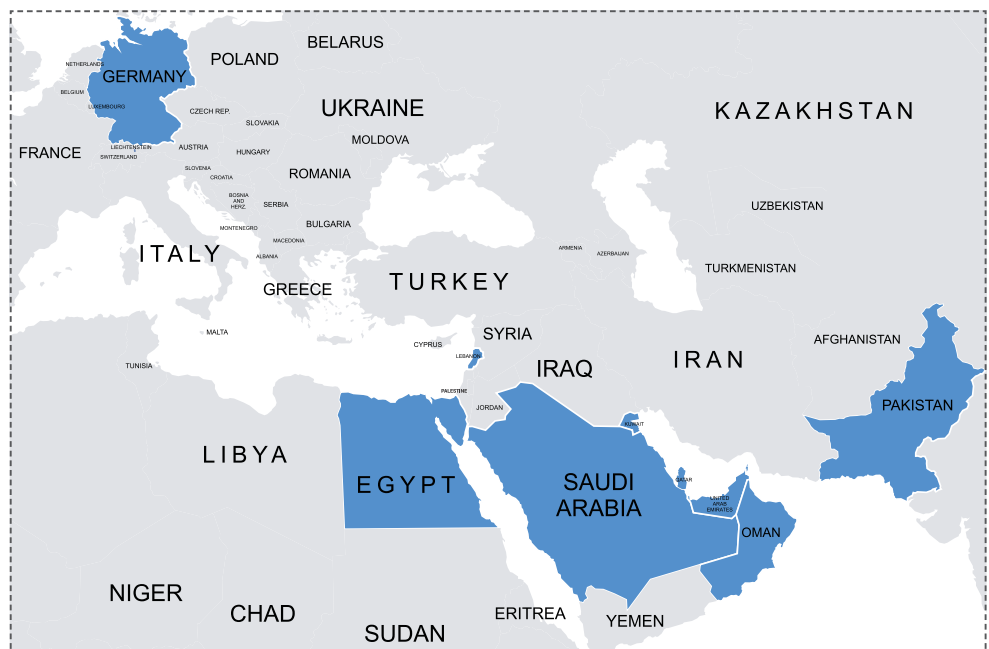 BELARUS
POLAND
NETHERLANDS
GERMANY
BELGIUM
LUXEMBOURG
UKRAINE
KAZAKHSTAN
CZECH REP.
SLOVAKIA
MOLDOVA
FRANCE
LIECHTENSTEIN
SWITZERLAND
AUSTRIA
HUNGARY
SLOVENIA
CROATIA
ROMANIA
BOSNIA
AND
HERZ.
SERBIA
UZBEKISTAN
MONTENEGRO
BULGARIA
MACEDONIA
ITALY
ALBANIA
ARMENIA
AZERBAIJAN
TURKMENISTAN
TURKEY
GREECE
MALTA
SYRIA
CYPRUS
AFGHANISTAN
LEBANON
TUNISIA
IRAQ
IRAN
PALESTINE
JORDAN
PAKISTAN
KUWAIT
LIBYA
EGYPT
SAUDI
ARABIA
QATAR
UNITED
ARAB
EMIRATES
OMAN
NIGER
CHAD
ERITREA
YEMEN
SUDAN